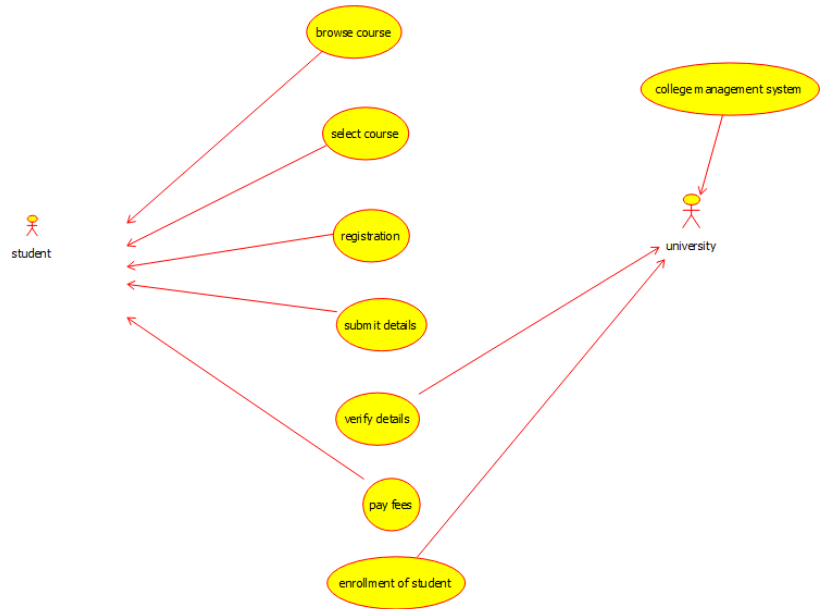 browse course
college management system
select course
student
registration
university
submit details
verify details
pay fees
enrollment of student